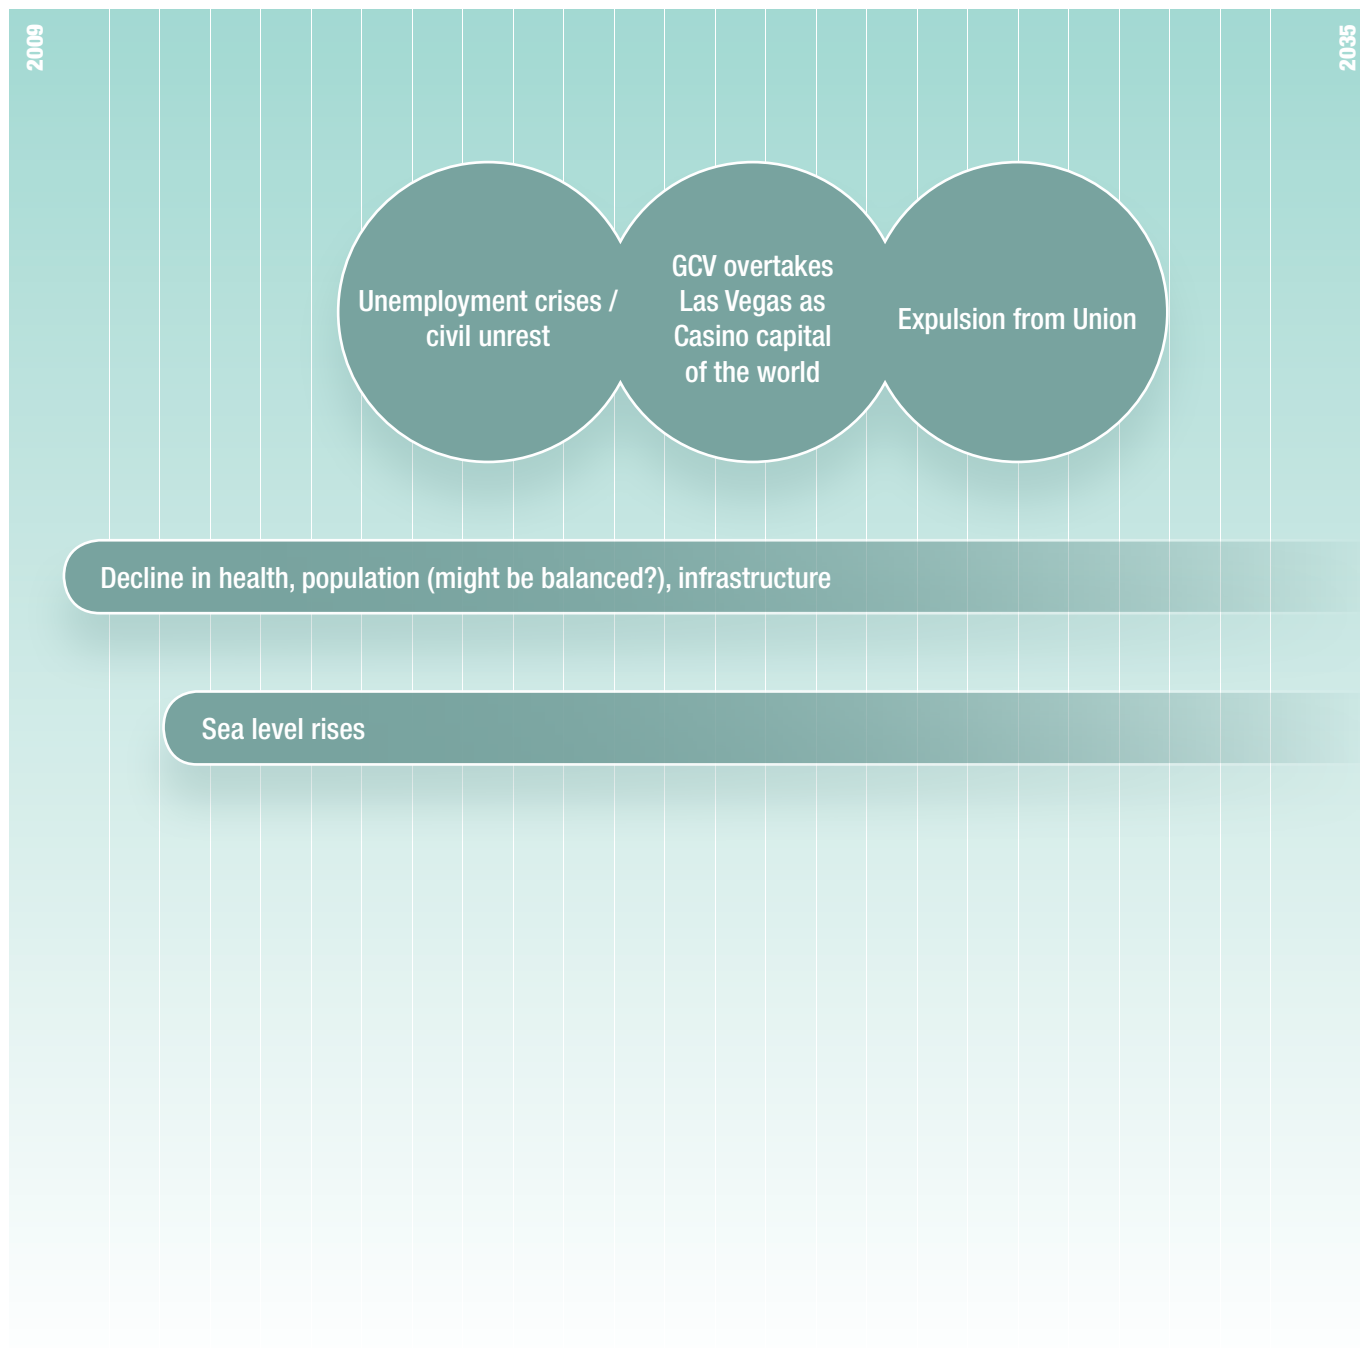 2009
2035
Unemployment crises /
civil unrest
GCV overtakes
Las Vegas as
Casino capital
of the world
Expulsion from Union
Decline in health, population (might be balanced?), infrastructure
Sea level rises